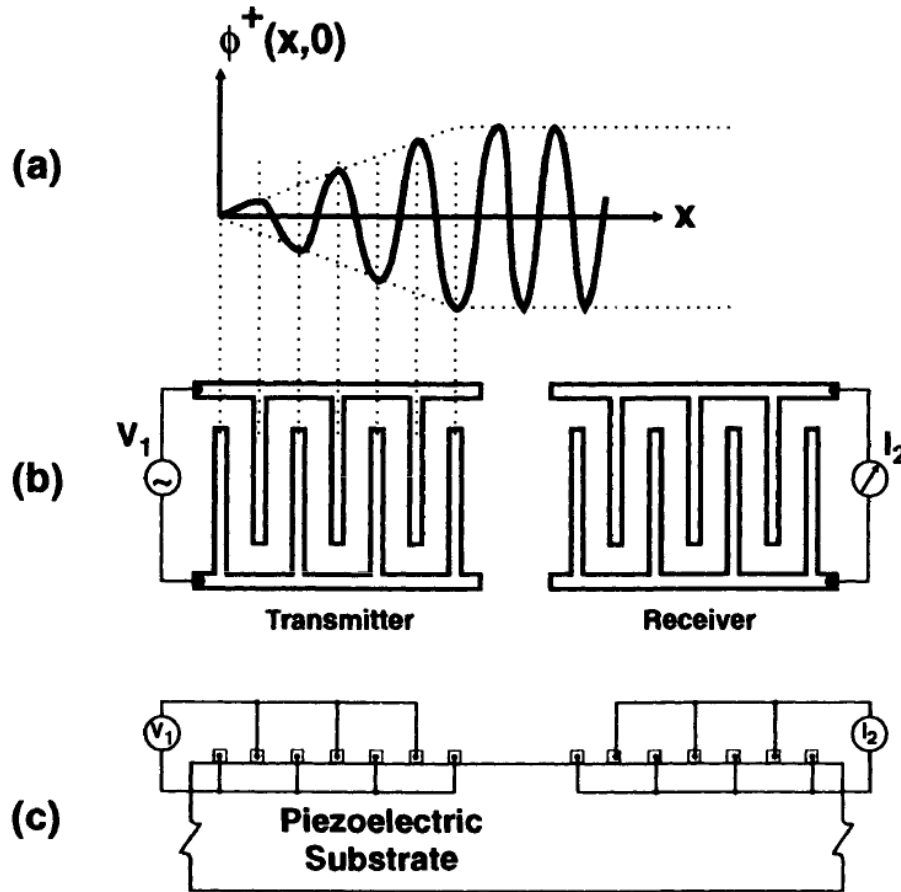 ϕ⁺(x,0)
(a)
x
V₁
~
I₂
(b)
Transmitter
Receiver
V₁
I₂
(c)
Piezoelectric
Substrate